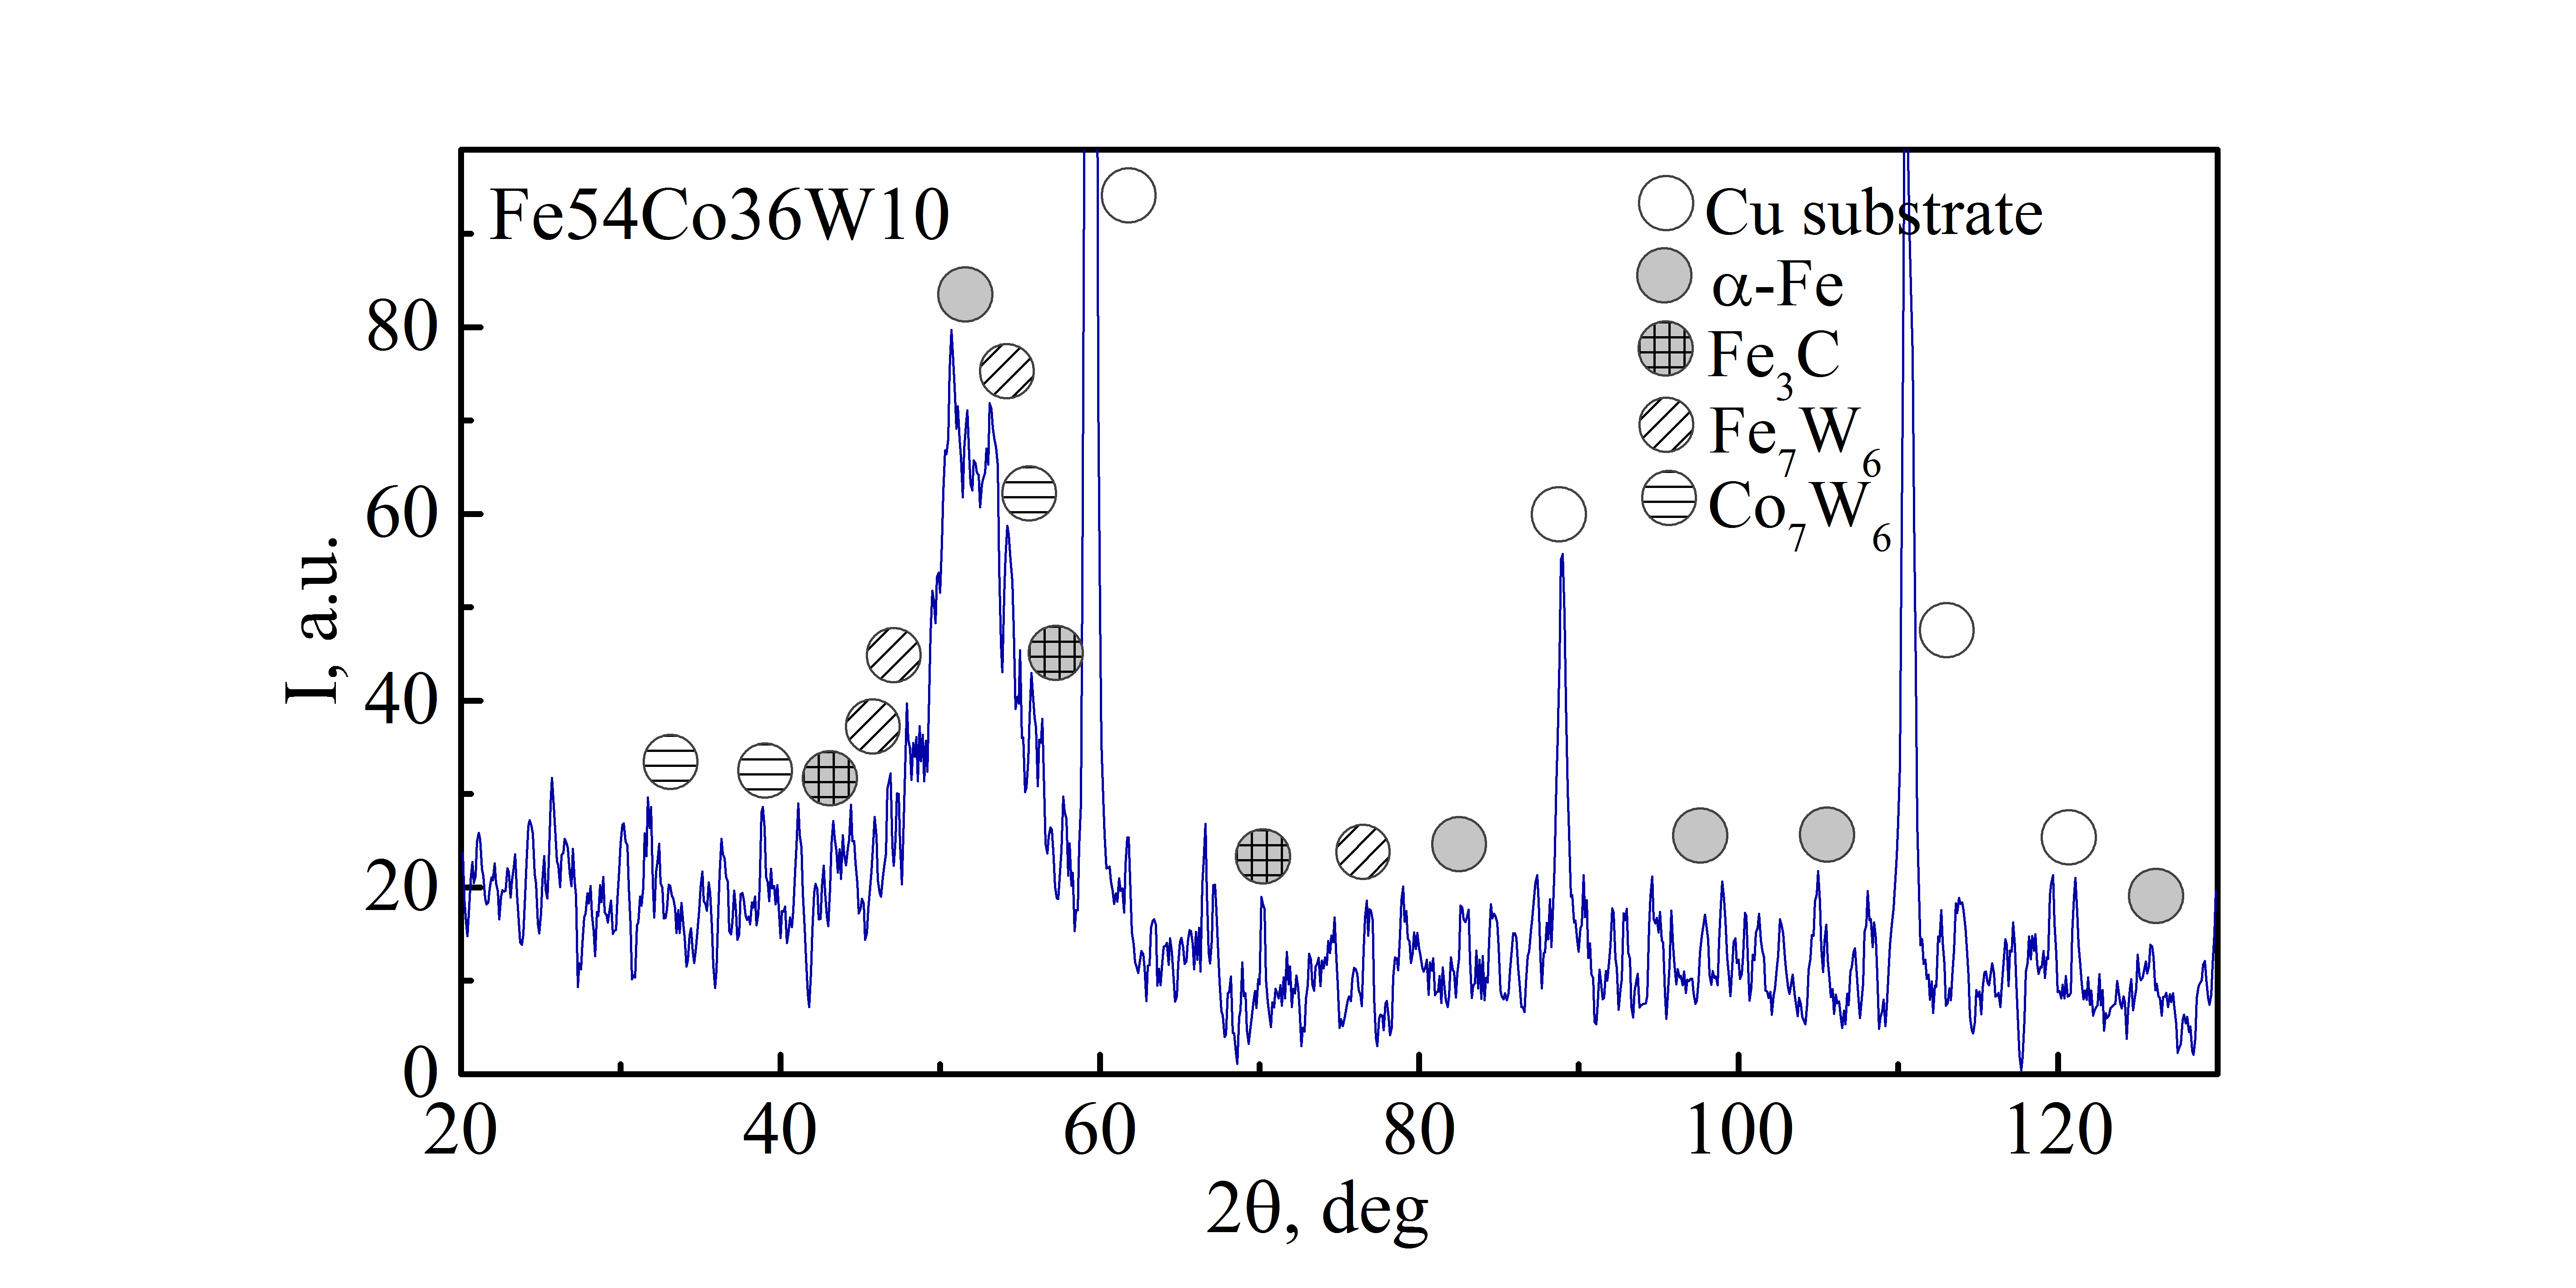 Fe54Co36W10
Cu substrate
α-Fe
Fe₃C
Fe₇W₆
Co₇W₆
I, a.u.
80
60
40
20
0
20 40 60 80 100 120
2θ, deg